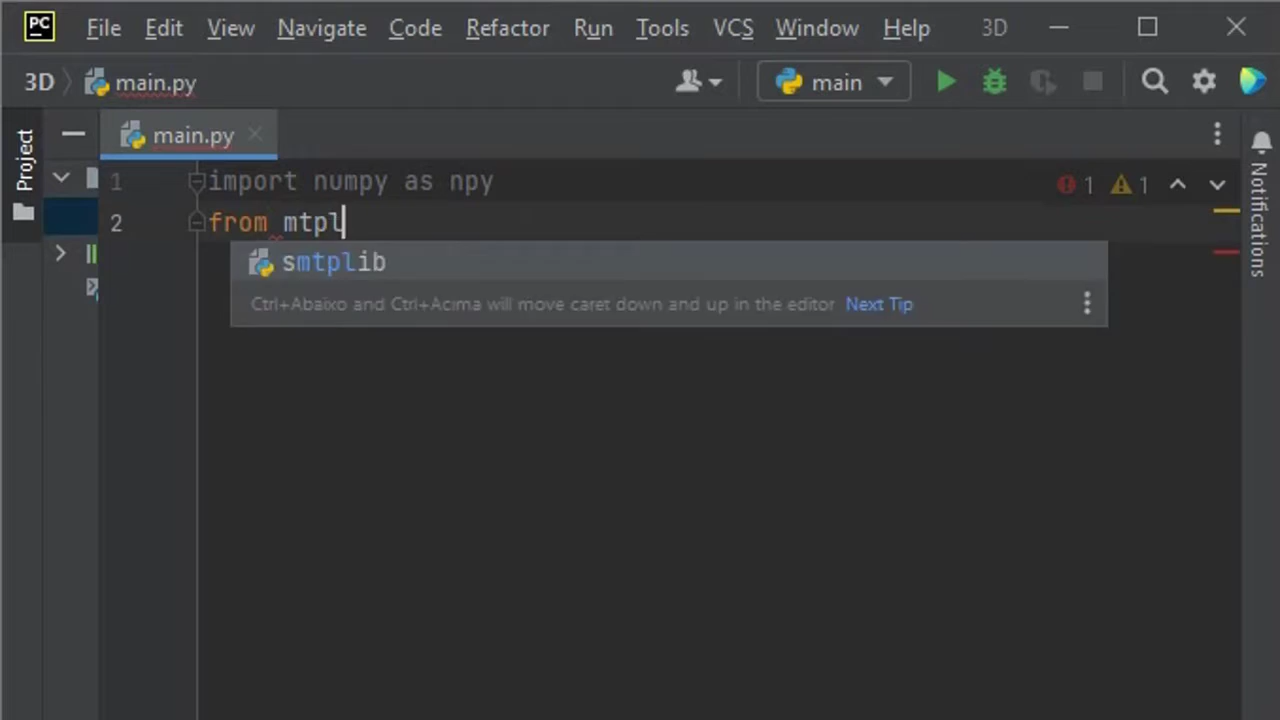 PC File Edit View Navigate Code Refactor Run Tools VCS Window Help 3D
3D main.py main
Project
main.py
1 import numpy as npy 1 1
2 from mtpl
smtplib
Ctrl+Abaixo and Ctrl+Acima will move caret down and up in the editor Next Tip
Notifications